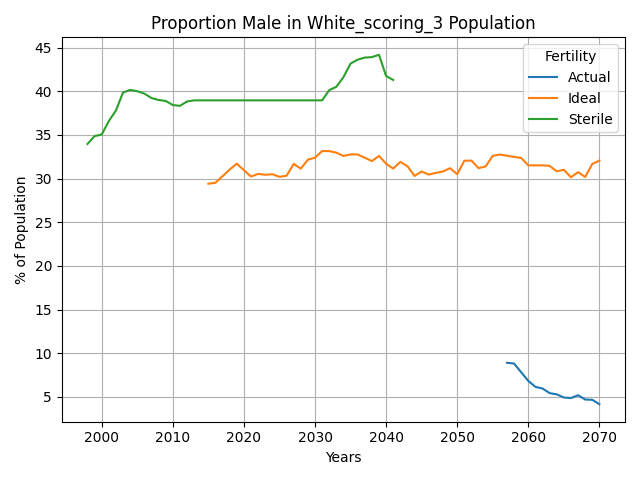 Proportion Male in White_scoring_3 Population
% of Population
45
40
35
30
25
20
15
10
5
Fertility
Actual
Ideal
Sterile
2000 2010 2020 2030 2040 2050 2060 2070
Years